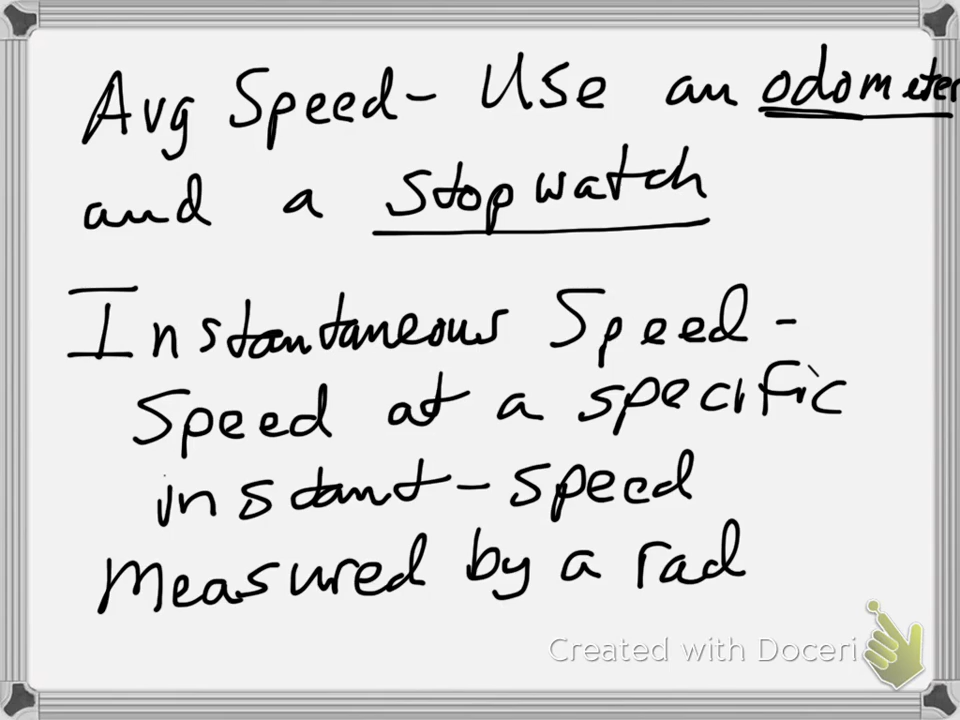 Avg Speed- Use an odometer
and a stopwatch
Instantaneous Speed-
Speed at a specific
instant-speed
Measured by a rad
Created with Doceri